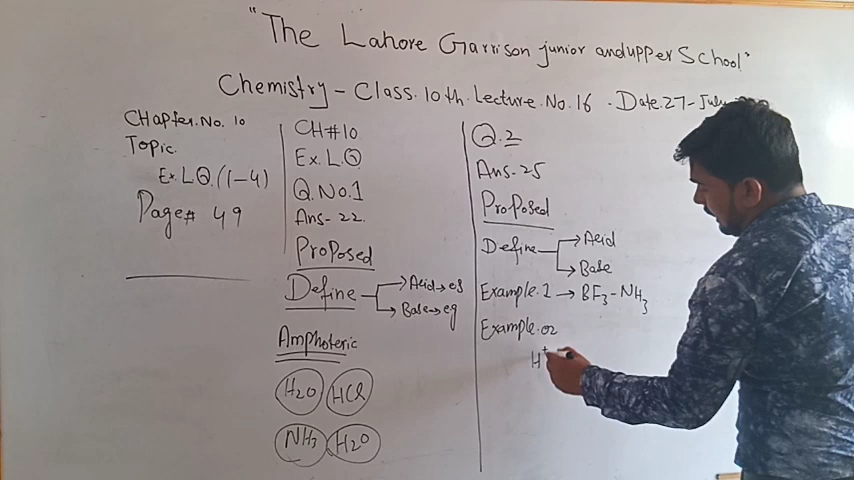 "The Lahore Garrison junior and upper School"
Chemistry - Class. 10th. Lecture. No. 16 - Date. 27 - July
CHapter. No. 10
Topic
Ex. L Q. (1-4)
Page# 49
CH#10
Ex. L.Q
Q. No. 1
Ans- 22.
Proposed
Define → Acid → eg
→ Base → eg
Amphoteric
H2O HCl
NH3 H2O
Q. 2
Ans- 25
Proposed
Define → Acid
→ Base
Example. 1 → BF3 - NH3
Example. 02
H+